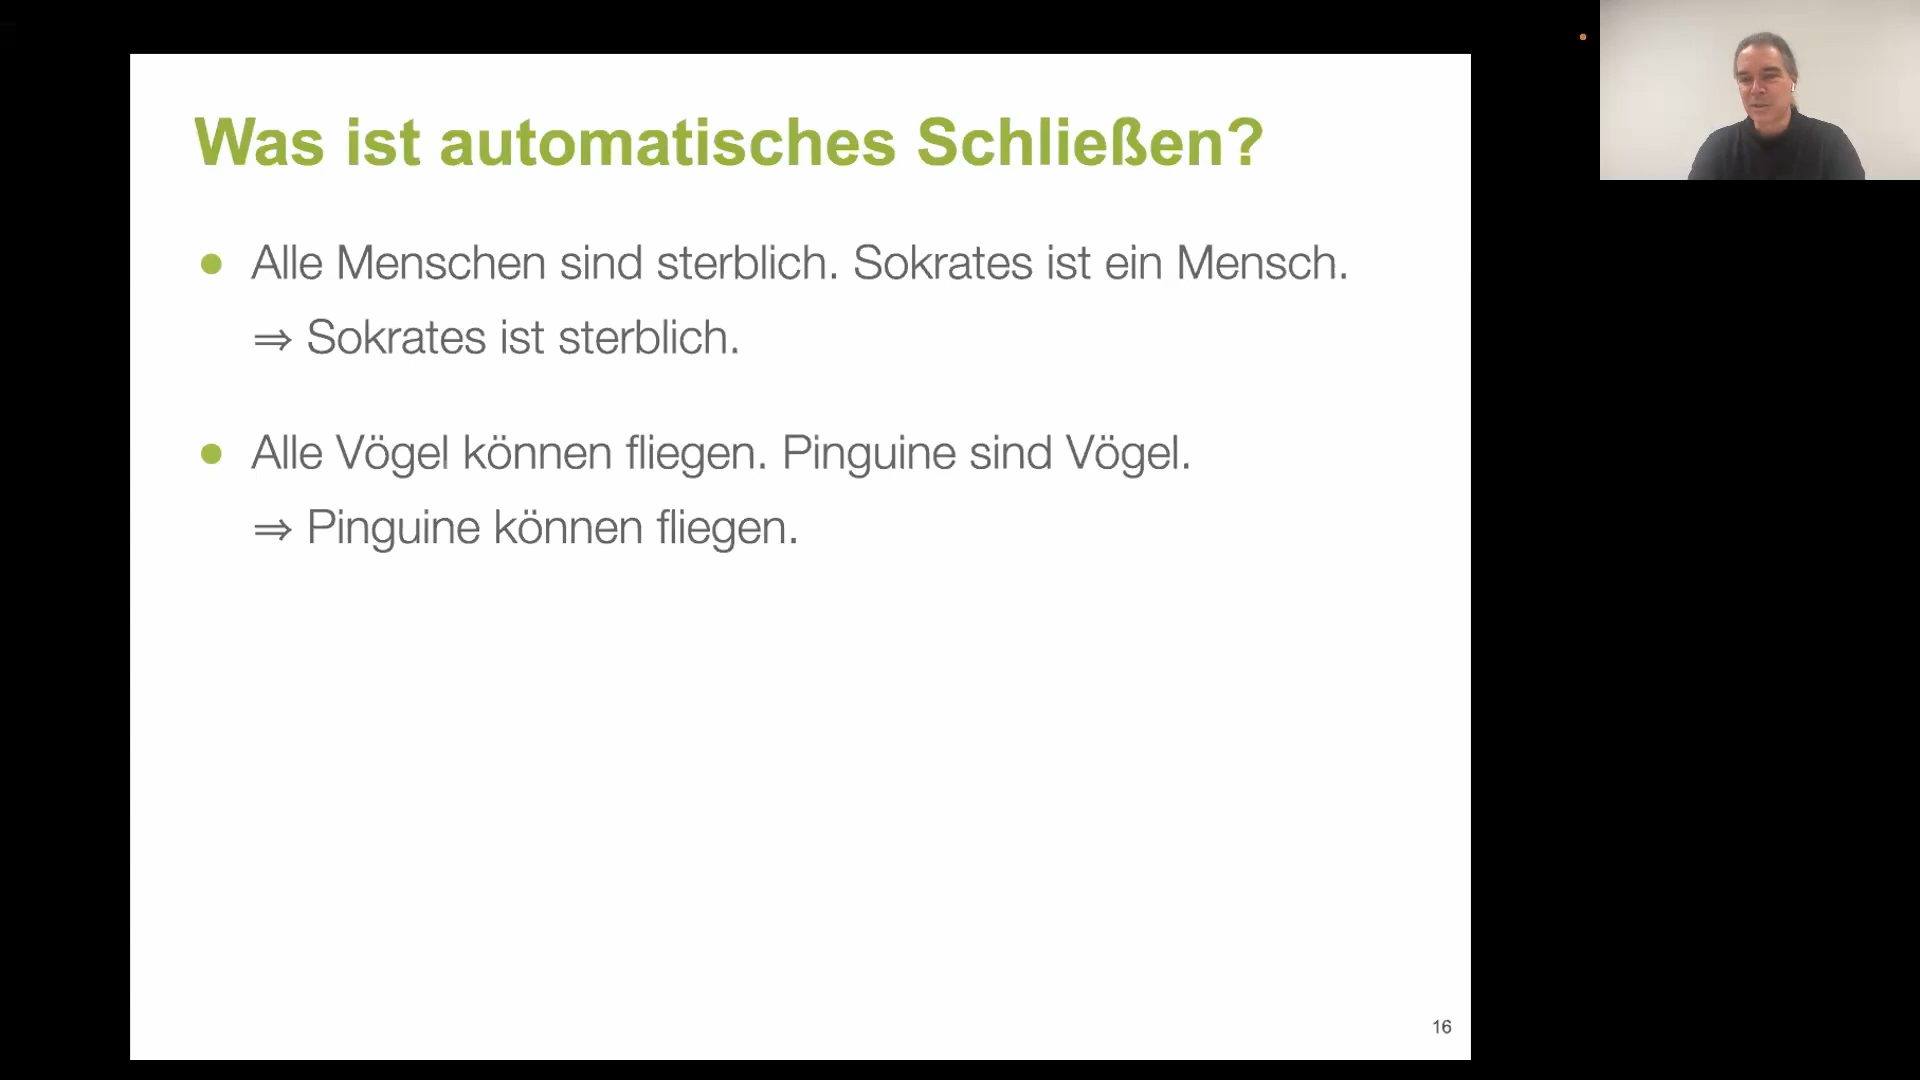 Was ist automatisches Schließen?
● Alle Menschen sind sterblich. Sokrates ist ein Mensch.
⇒ Sokrates ist sterblich.
● Alle Vögel können fliegen. Pinguine sind Vögel.
⇒ Pinguine können fliegen.
16